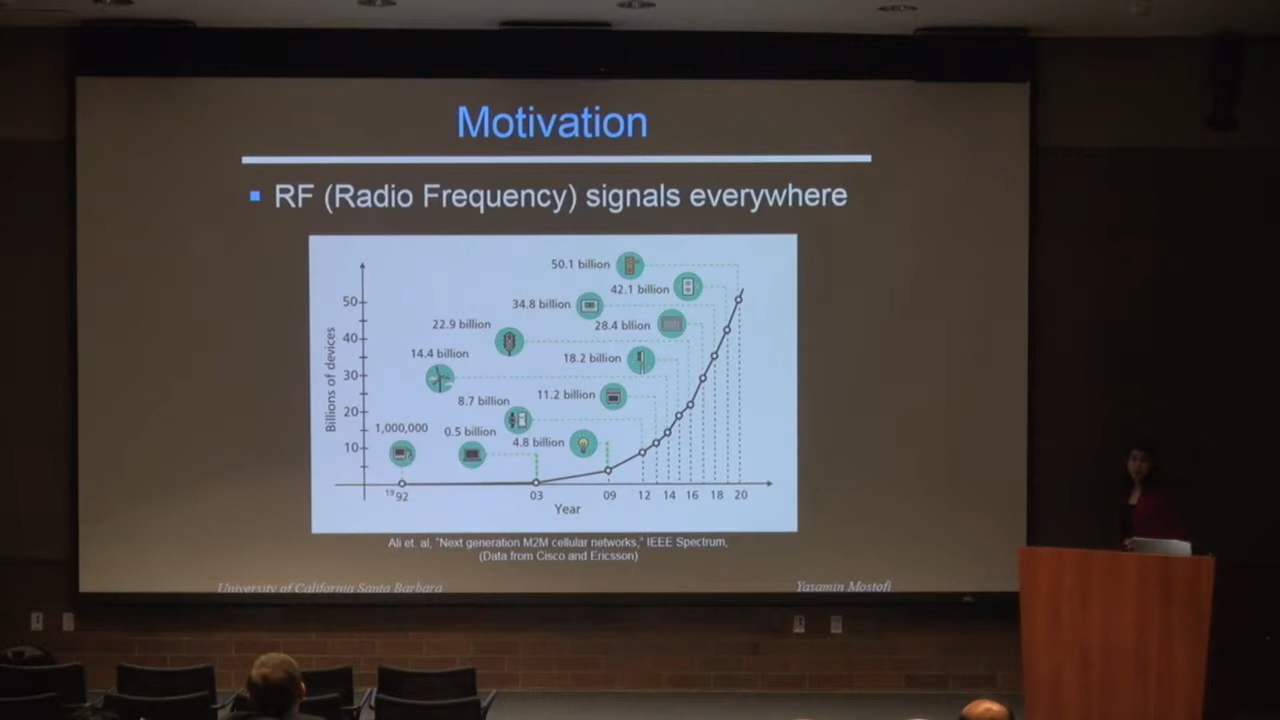 Motivation
RF (Radio Frequency) signals everywhere
50.1 billion
42.1 billion
34.8 billion
28.4 bllion
22.9 billion
18.2 billion
14.4 billion
11.2 billion
8.7 billion
4.8 billion
0.5 billion
1,000,000
Billions of devices
50
40
30
20
10
1992 03 09 12 14 16 18 20
Year
Ali et. al, "Next generation M2M cellular networks," IEEE Spectrum,
(Data from Cisco and Ericsson)
University of California Santa Barbara Yasamin Mostofi